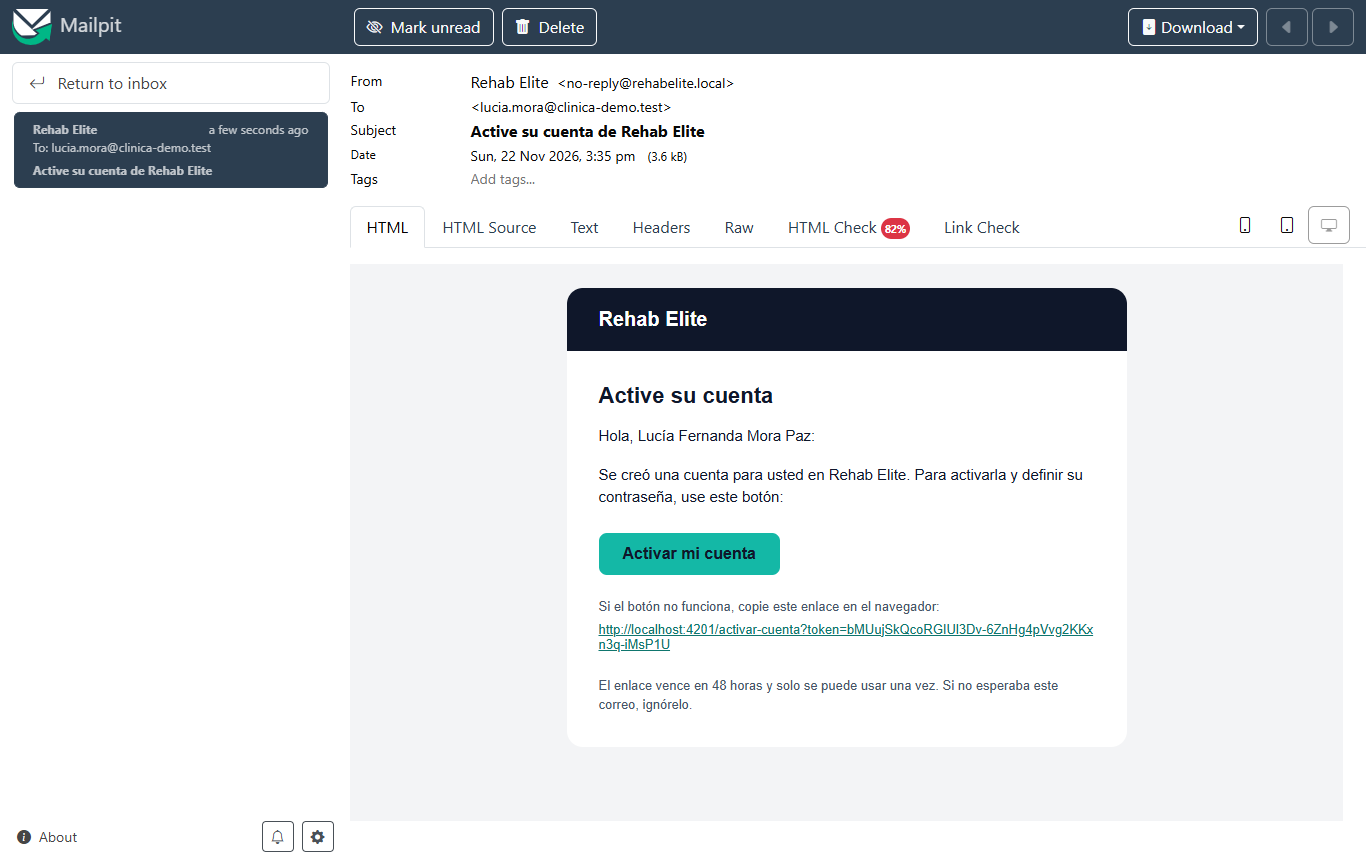 Mailpit
Mark unread
Delete
Download
Return to inbox
Rehab Elite a few seconds ago
To: lucia.mora@clinica-demo.test
Active su cuenta de Rehab Elite
From Rehab Elite <no-reply@rehabelite.local>
To <lucia.mora@clinica-demo.test>
Subject Active su cuenta de Rehab Elite
Date Sun, 22 Nov 2026, 3:35 pm (3.6 kB)
Tags Add tags...
HTML HTML Source Text Headers Raw HTML Check 82% Link Check
Rehab Elite
Active su cuenta
Hola, Lucía Fernanda Mora Paz:
Se creó una cuenta para usted en Rehab Elite. Para activarla y definir su
contraseña, use este botón:
Activar mi cuenta
Si el botón no funciona, copie este enlace en el navegador:
http://localhost:4201/activar-cuenta?token=bMUujSkQcoRGIUI3Dv-6ZnHg4pVvg2KKx
n3q-iMsP1U
El enlace vence en 48 horas y solo se puede usar una vez. Si no esperaba este
correo, ignórelo.
About